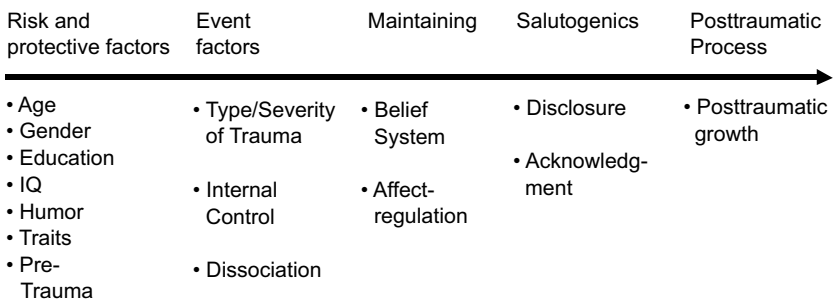 Risk and
protective factors
Event
factors
Maintaining
Salutogenics
Posttraumatic
Process
• Age
• Gender
• Education
• IQ
• Humor
• Traits
• Pre-
Trauma
• Type/Severity
of Trauma
• Internal
Control
• Dissociation
• Belief
System
• Affect-
regulation
• Disclosure
• Acknowledg-
ment
• Posttraumatic
growth